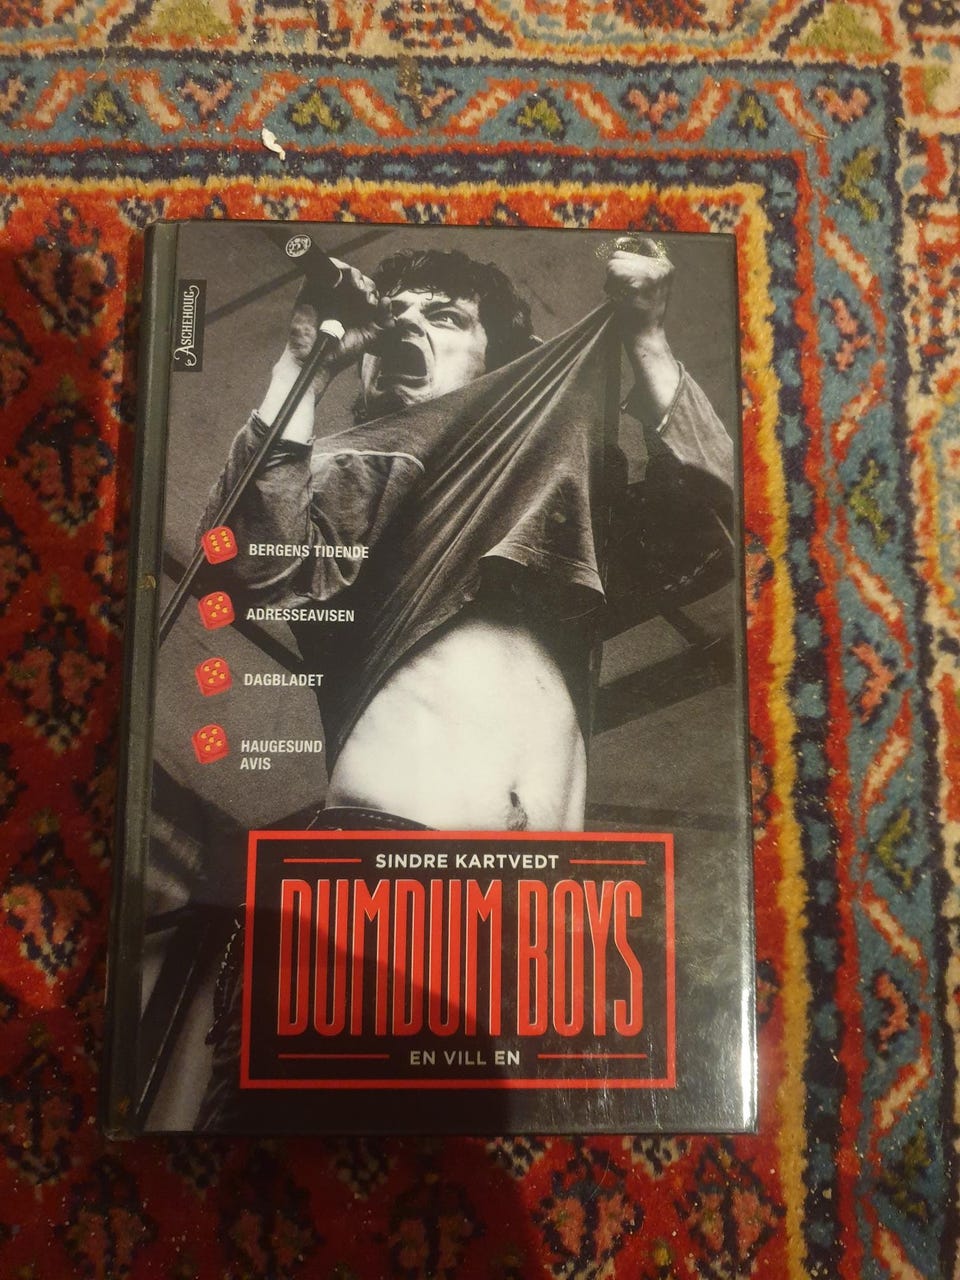 ASCHEHOUG
BERGENS TIDENDE
ADRESSEAVISEN
DAGBLADET
HAUGESUND
AVIS
SINDRE KARTVEDT
DUMDUM BOYS
EN VILL EN